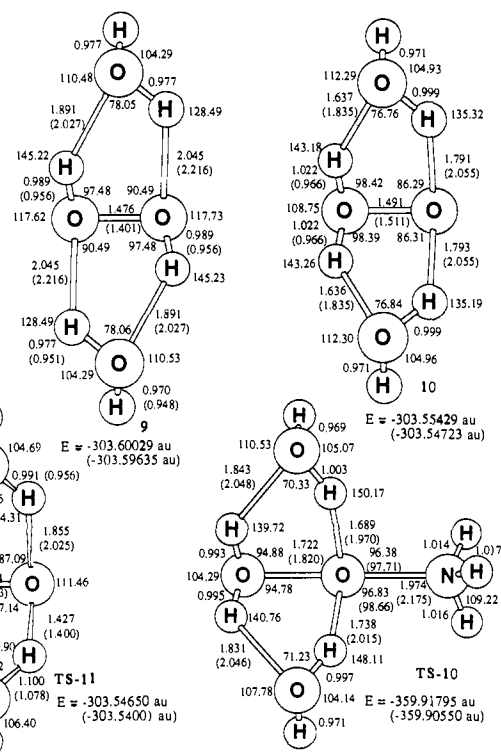 H
0.977
104.29
O
110.48
0.977
78.05
H
128.49
1.891
(2.027)
145.22
H
2.045
(2.216)
0.989
(0.956)
97.48
90.49
117.62
O
1.476
(1.401)
O
117.73
0.989
(0.956)
90.49
97.48
H
145.23
2.045
(2.216)
1.891
(2.027)
128.49
H
78.06
0.977
(0.951)
O
110.53
104.29
0.970
(0.948)
H
9
E = -303.60029 au
(-303.59635 au)
H
0.971
104.93
112.29
O
0.999
1.637
(1.835)
76.76
H
135.32
143.18
H
1.791
(2.055)
1.022
(0.966)
98.42
86.29
108.75
O
1.491
(1.511)
O
1.022
(0.966)
98.39
86.31
143.26
H
1.793
(2.055)
1.636
(1.835)
76.84
H
135.19
0.999
112.30
O
104.96
0.971
H
10
E = -303.55429 au
(-303.54723 au)
104.69
0.991 (0.956)
H
4.31
1.855
(2.025)
87.09
O
111.46
7.14
1.427
(1.400)
H
1.100
(1.078)
TS-11
106.40
E = -303.54650 au
(-303.5400) au)
H
0.969
110.53
O
105.07
1.843
(2.048)
70.33
1.003
H
150.17
H
139.72
1.689
(1.970)
0.993
94.88
1.722
(1.820)
96.38
(97.71)
1.014
H
H
104.29
O
O
N
109.22
0.995
94.78
96.83
(98.66)
1.974
(2.175)
1.016
H
H
140.76
1.738
(2.015)
1.831
(2.046)
71.23
H
148.11
0.997
107.78
O
104.14
0.971
H
TS-10
E = -359.91795 au
(-359.90550 au)